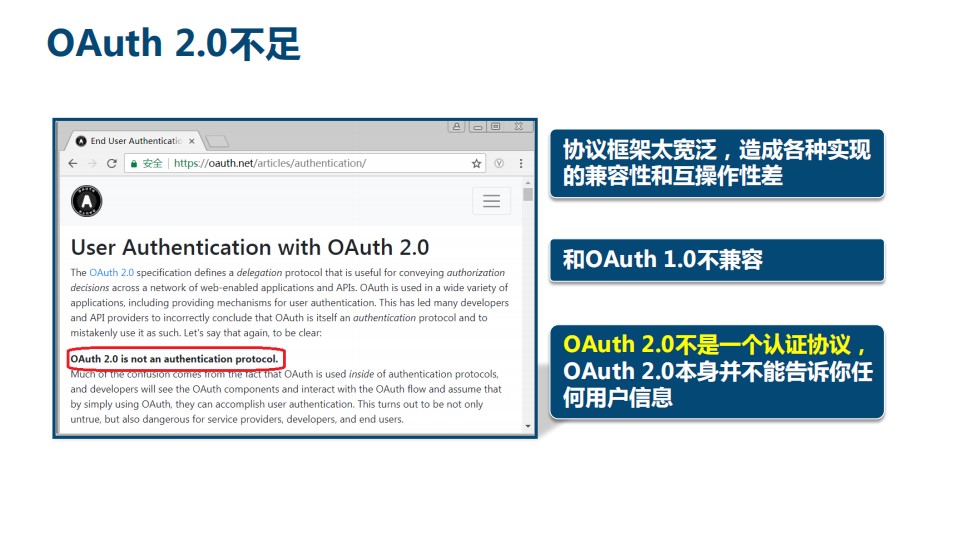 OAuth 2.0不足
End User Authenticatio
安全 https://oauth.net/articles/authentication/
A
User Authentication with OAuth 2.0
The OAuth 2.0 specification defines a delegation protocol that is useful for conveying authorization
decisions across a network of web-enabled applications and APIs. OAuth is used in a wide variety of
applications, including providing mechanisms for user authentication. This has led many developers
and API providers to incorrectly conclude that OAuth is itself an authentication protocol and to
mistakenly use it as such. Let's say that again, to be clear:
OAuth 2.0 is not an authentication protocol.
Much of the confusion comes from the fact that OAuth is used inside of authentication protocols,
and developers will see the OAuth components and interact with the OAuth flow and assume that
by simply using OAuth, they can accomplish user authentication. This turns out to be not only
untrue, but also dangerous for service providers, developers, and end users.
协议框架太宽泛，造成各种实现
的兼容性和互操作性差
和OAuth 1.0不兼容
OAuth 2.0不是一个认证协议，
OAuth 2.0本身并不能告诉你任
何用户信息